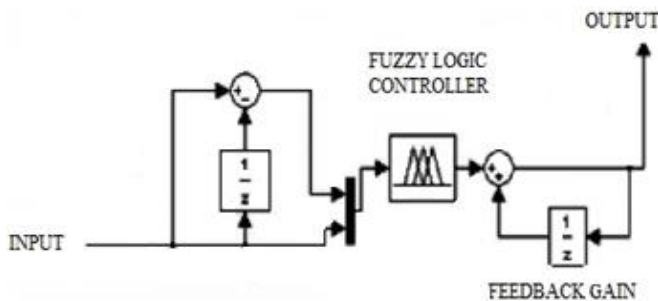 OUTPUT
FUZZY LOGIC
CONTROLLER
+
-
1
z
INPUT
+
+
1
z
FEEDBACK GAIN